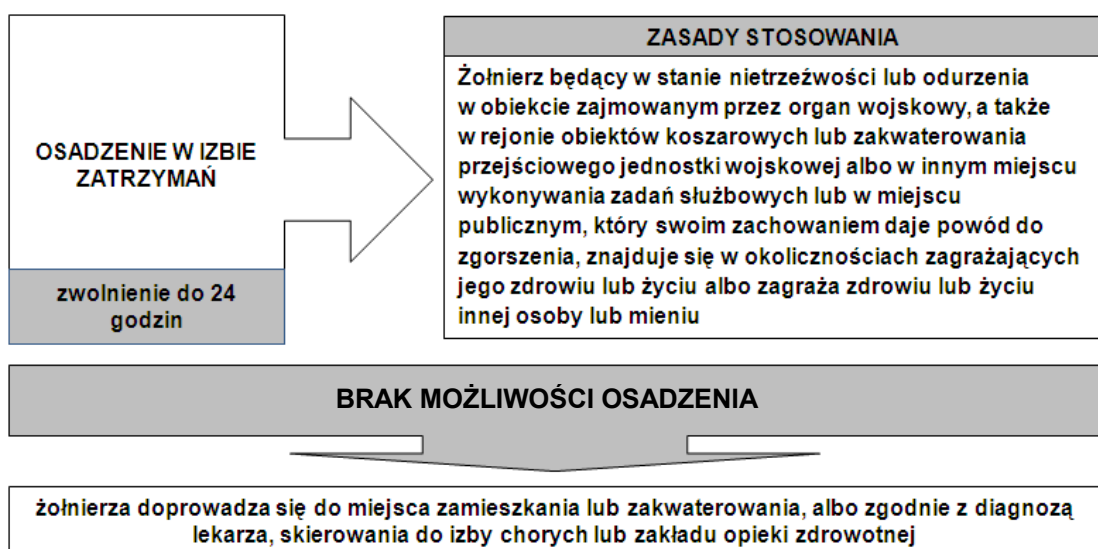 OSADZENIE W IZBIE
ZATRZYMAŃ
zwolnienie do 24
godzin
ZASADY STOSOWANIA
Żołnierz będący w stanie nietrzeźwości lub odurzenia
w obiekcie zajmowanym przez organ wojskowy, a także
w rejonie obiektów koszarowych lub zakwaterowania
przejściowego jednostki wojskowej albo w innym miejscu
wykonywania zadań służbowych lub w miejscu
publicznym, który swoim zachowaniem daje powód do
zgorszenia, znajduje się w okolicznościach zagrażających
jego zdrowiu lub życiu albo zagraża zdrowiu lub życiu
innej osoby lub mieniu
BRAK MOŻLIWOŚCI OSADZENIA
żołnierza doprowadza się do miejsca zamieszkania lub zakwaterowania, albo zgodnie z diagnozą
lekarza, skierowania do izby chorych lub zakładu opieki zdrowotnej